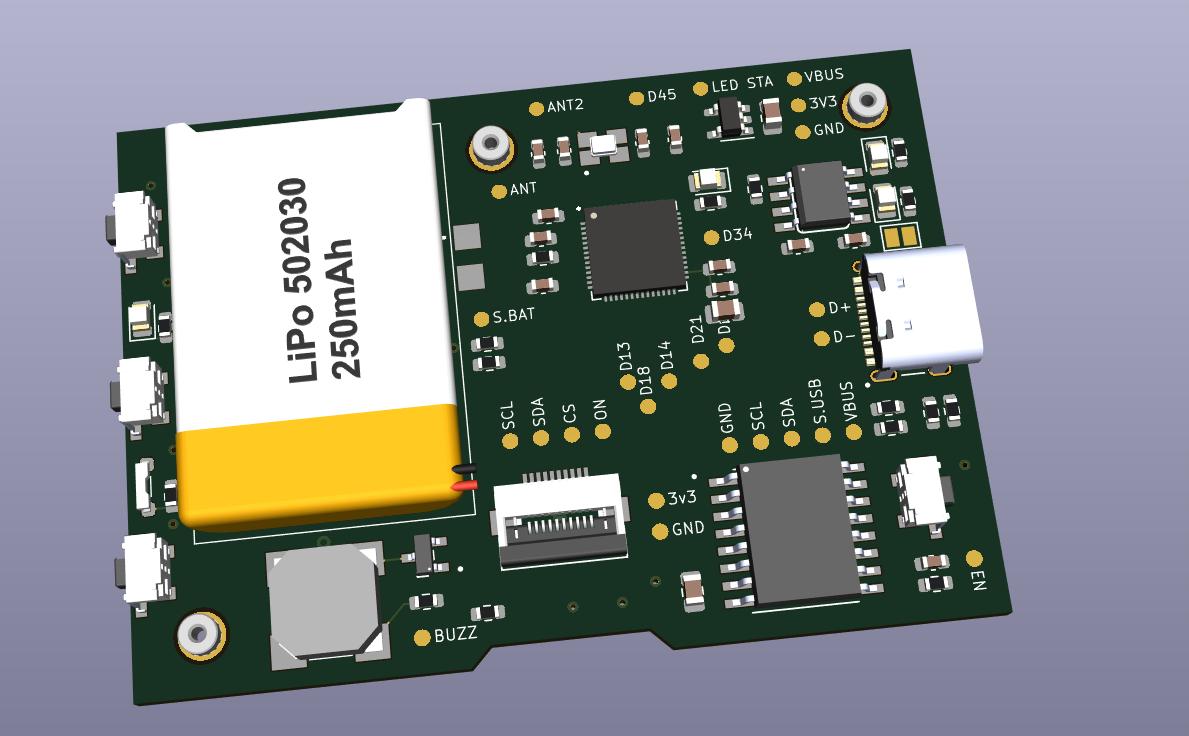 LED STA
VBUS
D45
ANT2
3V3
GND
ANT
LiPo 502030
250mAh
D34
S.BAT
D+
D-
D21
D13
D14
D18
SCL
SDA
CS
ON
GND
SCL
SDA
S.USB
VBUS
3v3
GND
EN
BUZZ